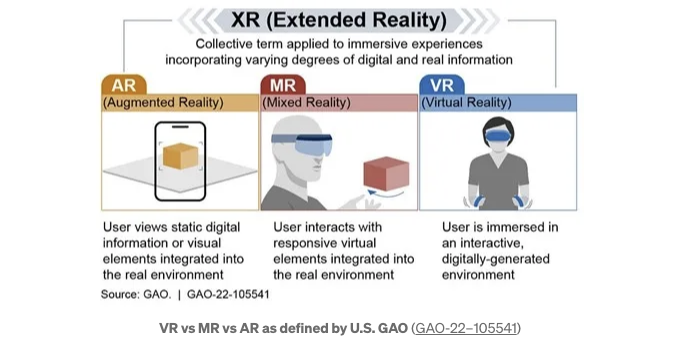 XR (Extended Reality)
Collective term applied to immersive experiences
incorporating varying degrees of digital and real information
AR
(Augmented Reality)
MR
(Mixed Reality)
VR
(Virtual Reality)
User views static digital
information or visual
elements integrated into
the real environment
User interacts with
responsive virtual
elements integrated into
the real environment
User is immersed in
an interactive,
digitally-generated
environment
Source: GAO. | GAO-22-105541
VR vs MR vs AR as defined by U.S. GAO (GAO-22–105541)